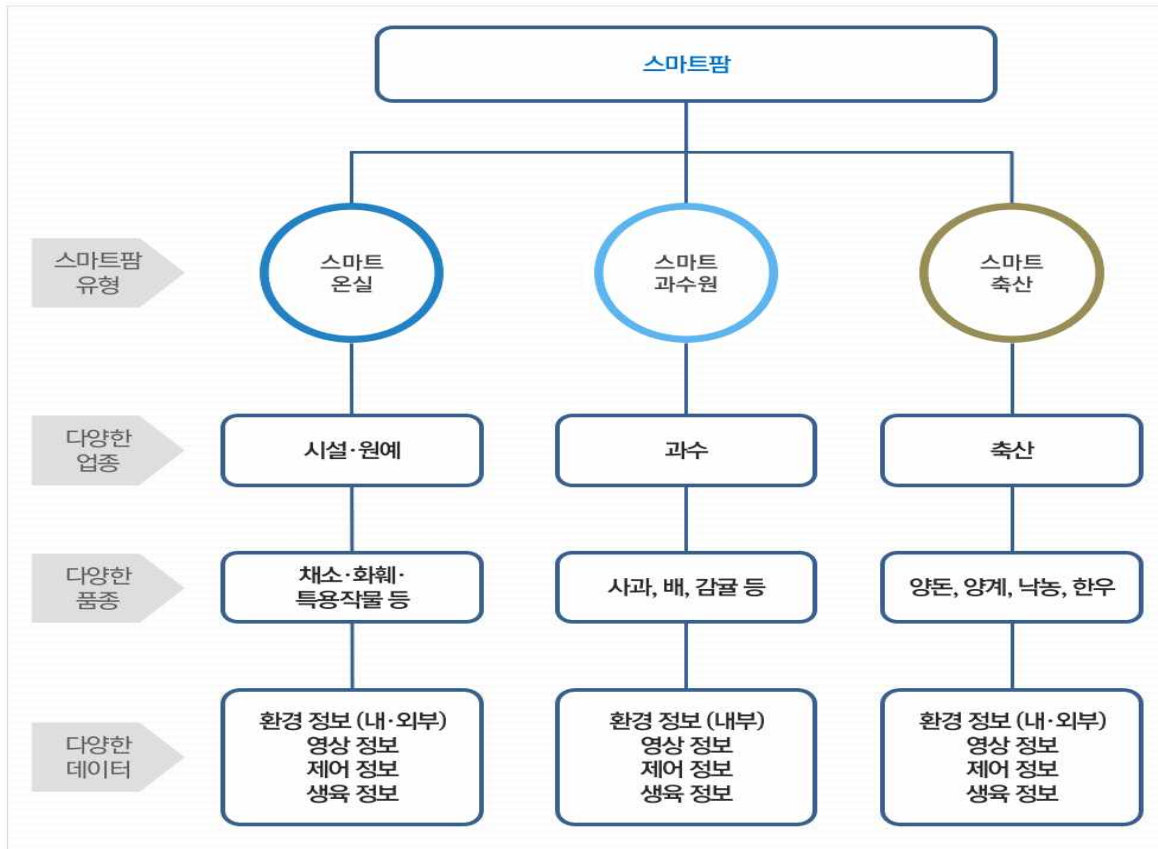 스마트팜
스마트팜
유형
스마트
온실
스마트
과수원
스마트
축산
다양한
업종
시설·원예
과수
축산
다양한
품종
채소·화훼·
특용작물 등
사과, 배, 감귤 등
양돈, 양계, 낙농, 한우
다양한
데이터
환경 정보 (내·외부)
영상 정보
제어 정보
생육 정보
환경 정보 (내부)
영상 정보
제어 정보
생육 정보
환경 정보 (내·외부)
영상 정보
제어 정보
생육 정보